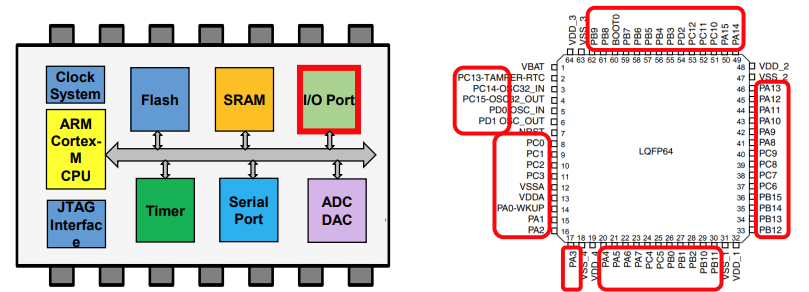 Clock
System
Flash
SRAM
I/O Port
ARM
Cortex-
M
CPU
JTAG
Interfac
e
Timer
Serial
Port
ADC
DAC
VDD_3
VSS_3
PB9
PB8
BOOT0
PB7
PB6
PB5
PB4
PB3
PD2
PC12
PC11
PC10
PA15
PA14
64 63 62 61 60 59 58 57 56 55 54 53 52 51 50 49
VBAT 1
PC13-TAMPER-RTC 2
PC14-OSC32_IN 3
PC15-OSC32_OUT 4
PD0 OSC_IN 5
PD1 OSC_OUT 6
NRST 7
PC0 8
PC1 9
PC2 10
PC3 11
VSSA 12
VDDA 13
PA0-WKUP 14
PA1 15
PA2 16
LQFP64
48 VDD_2
47 VSS_2
46 PA13
45 PA12
44 PA11
43 PA10
42 PA9
41 PA8
40 PC9
39 PC8
38 PC7
37 PC6
36 PB15
35 PB14
34 PB13
33 PB12
17 18 19 20 21 22 23 24 25 26 27 28 29 30 31 32
PA3
VSS_4
VDD_4
PA4
PA5
PA6
PA7
PC4
PC5
PB0
PB1
PB2
PB10
PB11
VSS_1
VDD_1